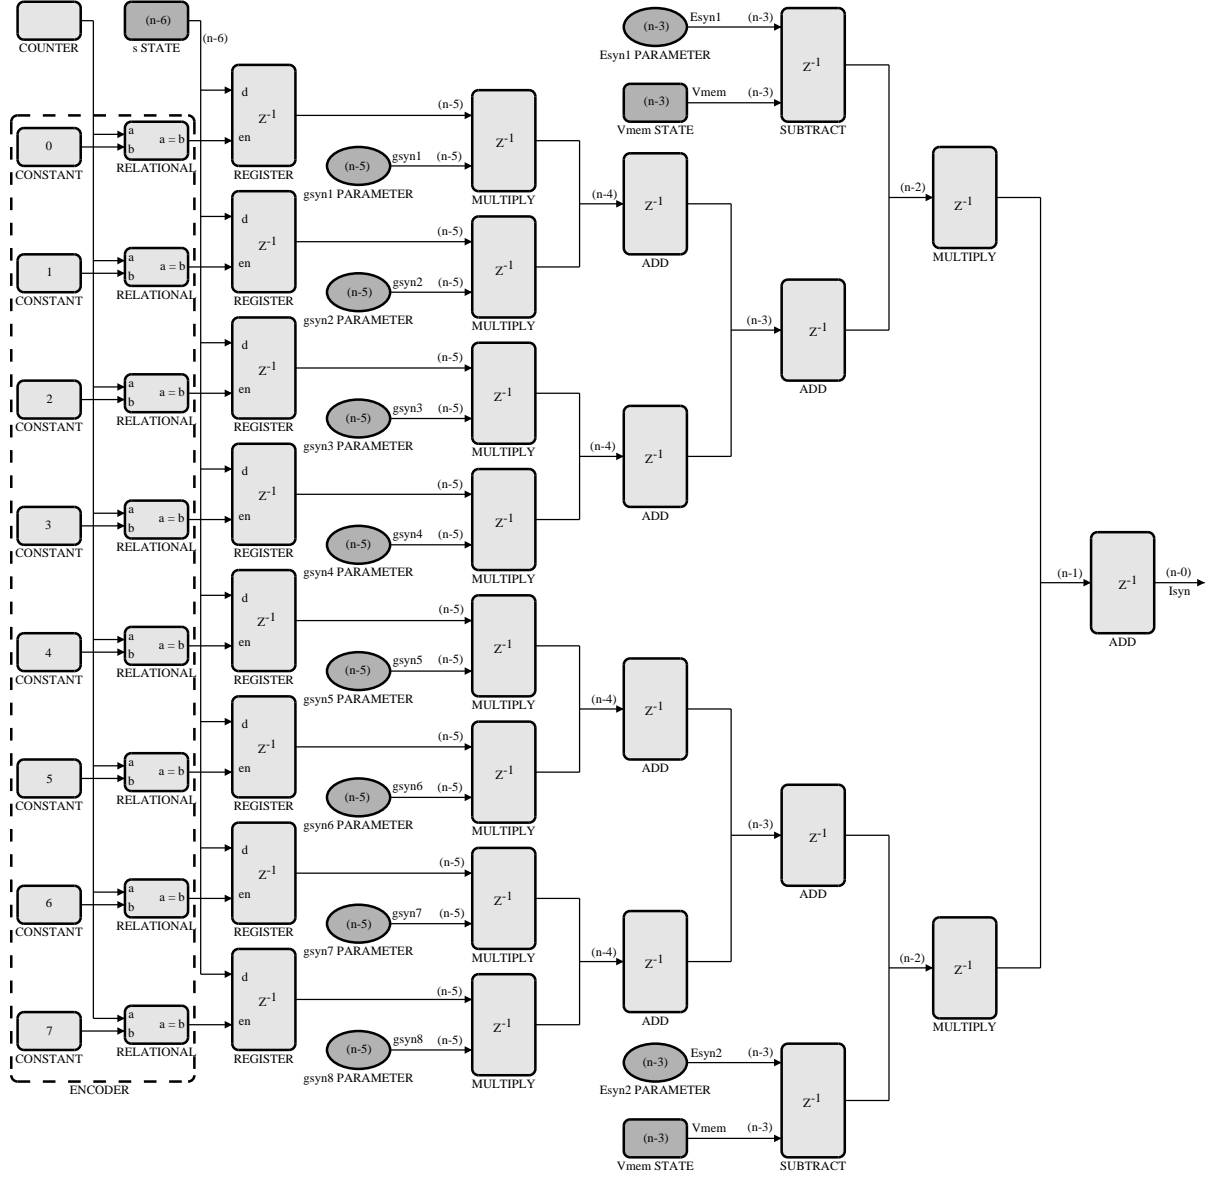 COUNTER
(n-6)
s STATE
(n-6)
(n-3)
Esyn1
(n-3)
Esyn1 PARAMETER
(n-3)
Vmem
(n-3)
Vmem STATE
Z-1
SUBTRACT
0
CONSTANT
a
b
a = b
RELATIONAL
d
en
Z-1
REGISTER
(n-5)
(n-5)
gsyn1
(n-5)
gsyn1 PARAMETER
Z-1
MULTIPLY
1
CONSTANT
a
b
a = b
RELATIONAL
d
en
Z-1
REGISTER
(n-5)
(n-5)
gsyn2
(n-5)
gsyn2 PARAMETER
Z-1
MULTIPLY
(n-4)
Z-1
ADD
2
CONSTANT
a
b
a = b
RELATIONAL
d
en
Z-1
REGISTER
(n-5)
(n-5)
gsyn3
(n-5)
gsyn3 PARAMETER
Z-1
MULTIPLY
3
CONSTANT
a
b
a = b
RELATIONAL
d
en
Z-1
REGISTER
(n-5)
(n-5)
gsyn4
(n-5)
gsyn4 PARAMETER
Z-1
MULTIPLY
(n-4)
Z-1
ADD
(n-3)
Z-1
ADD
(n-2)
Z-1
MULTIPLY
4
CONSTANT
a
b
a = b
RELATIONAL
d
en
Z-1
REGISTER
(n-5)
(n-5)
gsyn5
(n-5)
gsyn5 PARAMETER
Z-1
MULTIPLY
5
CONSTANT
a
b
a = b
RELATIONAL
d
en
Z-1
REGISTER
(n-5)
(n-5)
gsyn6
(n-5)
gsyn6 PARAMETER
Z-1
MULTIPLY
(n-4)
Z-1
ADD
6
CONSTANT
a
b
a = b
RELATIONAL
d
en
Z-1
REGISTER
(n-5)
(n-5)
gsyn7
(n-5)
gsyn7 PARAMETER
Z-1
MULTIPLY
7
CONSTANT
a
b
a = b
RELATIONAL
d
en
Z-1
REGISTER
(n-5)
(n-5)
gsyn8
(n-5)
gsyn8 PARAMETER
Z-1
MULTIPLY
ENCODER
(n-4)
Z-1
ADD
(n-3)
Z-1
ADD
(n-3)
Esyn2
(n-3)
Esyn2 PARAMETER
(n-3)
Vmem
(n-3)
Vmem STATE
Z-1
SUBTRACT
(n-2)
Z-1
MULTIPLY
(n-1)
Z-1
ADD
(n-0)
Isyn